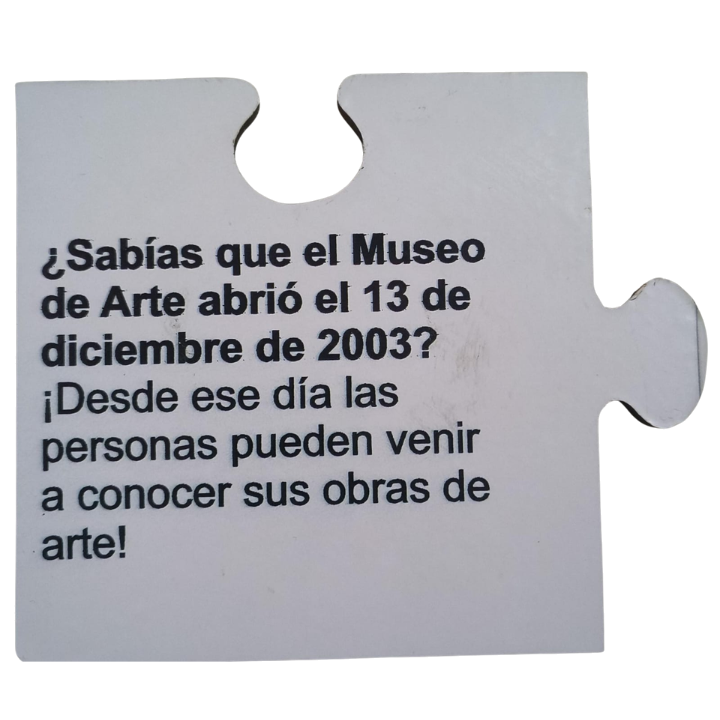 ¿Sabías que el Museo
de Arte abrió el 13 de
diciembre de 2003?
¡Desde ese día las
personas pueden venir
a conocer sus obras de
arte!